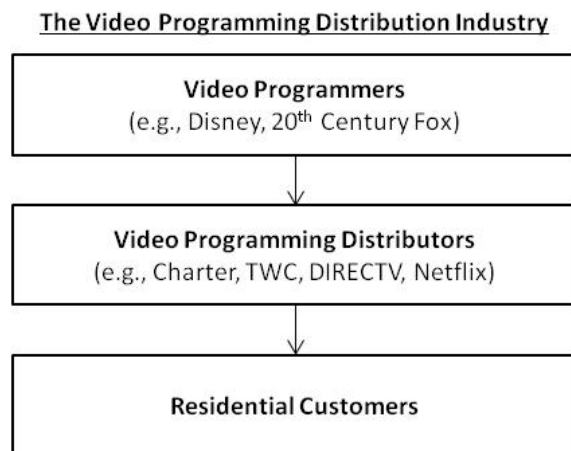 The Video Programming Distribution Industry
Video Programmers
(e.g., Disney, 20th Century Fox)
Video Programming Distributors
(e.g., Charter, TWC, DIRECTV, Netflix)
Residential Customers